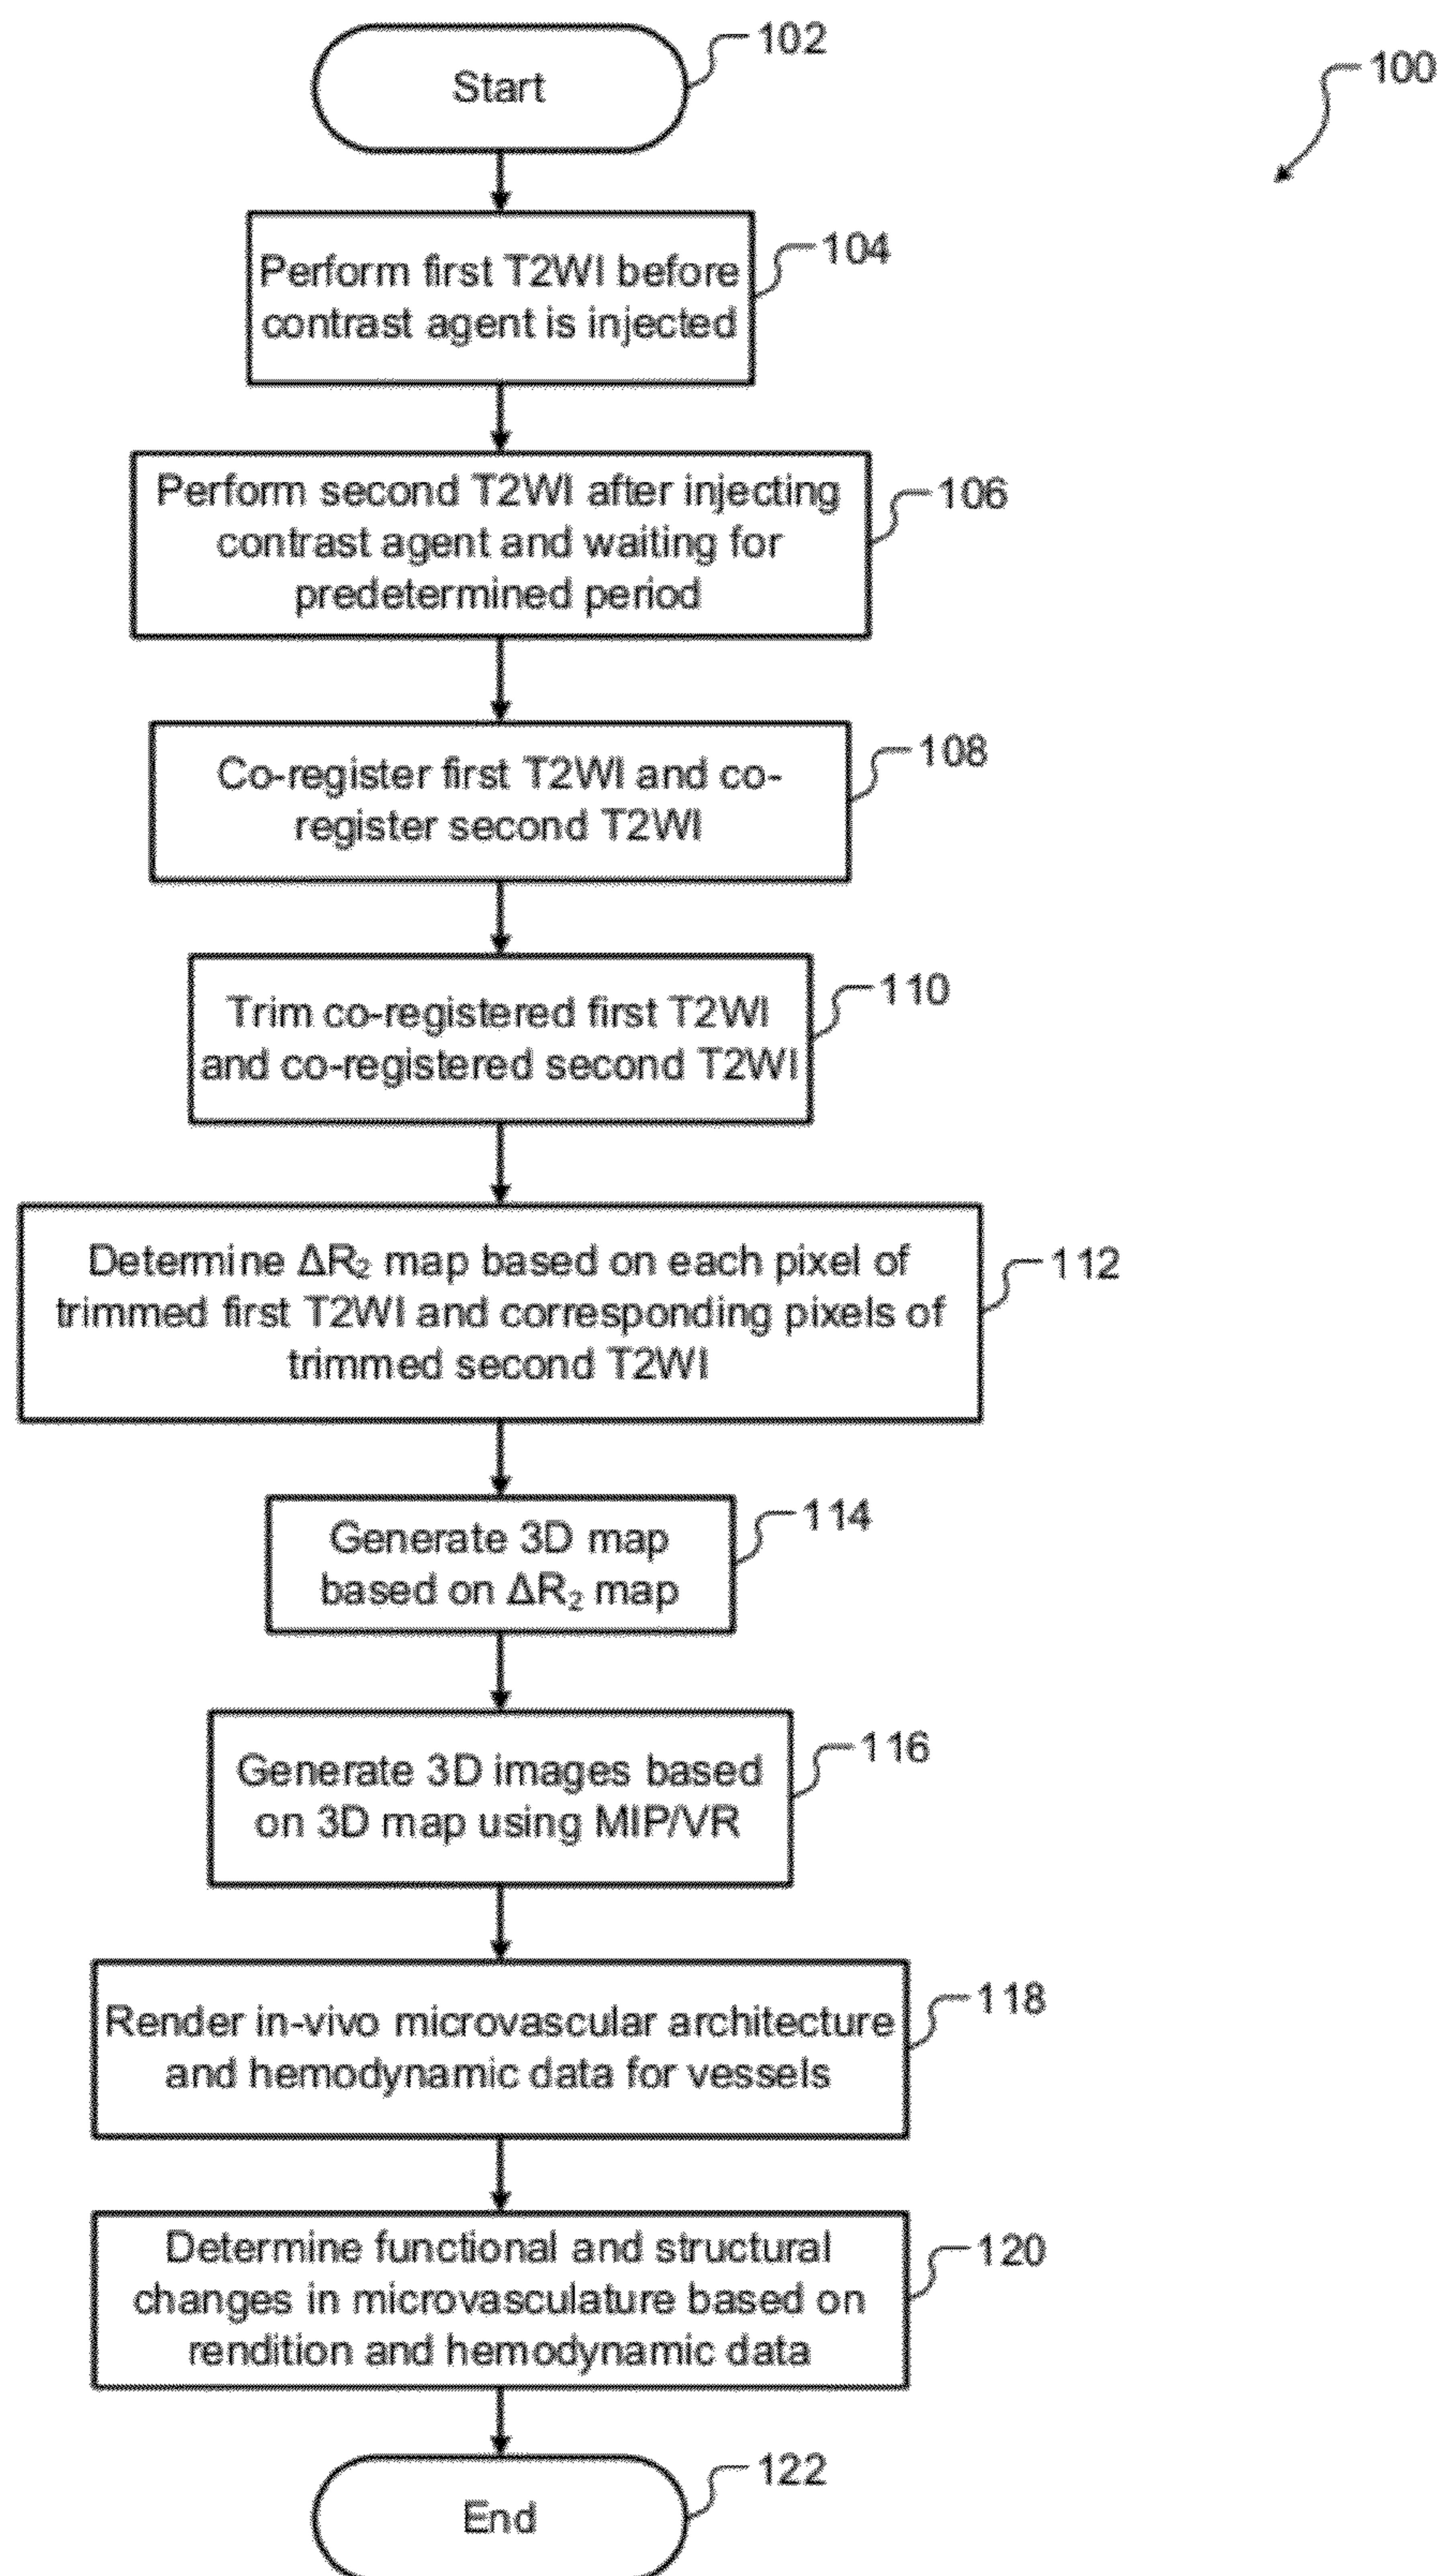 Start
102
100
Perform first T2WI before
contrast agent is injected
104
Perform second T2WI after injecting
contrast agent and waiting for
predetermined period
106
Co-register first T2WI and co-
register second T2WI
108
Trim co-registered first T2WI
and co-registered second T2WI
110
Determine ΔR₂ map based on each pixel of
trimmed first T2WI and corresponding pixels of
trimmed second T2WI
112
Generate 3D map
based on ΔR₂ map
114
Generate 3D images based
on 3D map using MIP/VR
116
Render in-vivo microvascular architecture
and hemodynamic data for vessels
118
Determine functional and structural
changes in microvasculature based on
rendition and hemodynamic data
120
End
122